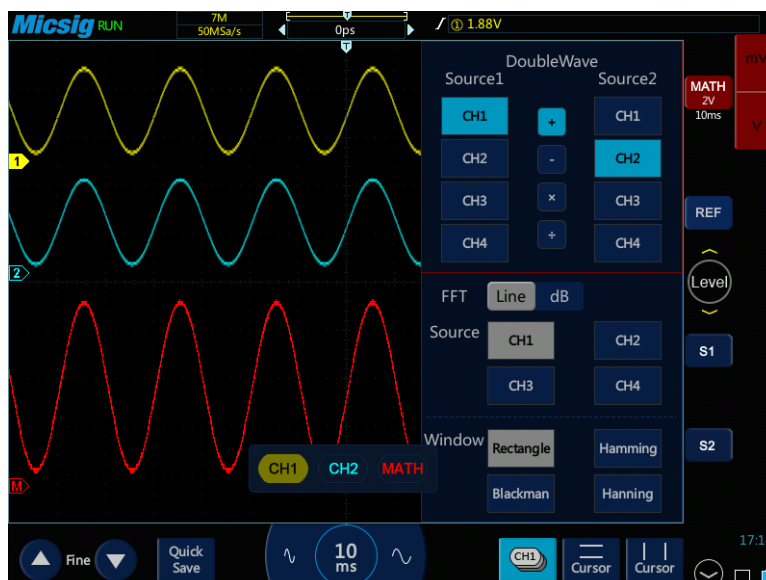 Micsig RUN
7M
50MSa/s
T
0ps
① 1.88V
T
DoubleWave
Source1 Source2
CH1 + CH1
CH2 - CH2
CH3 × CH3
CH4 ÷ CH4
MATH
2V
10ms
mV
V
1
2
M
REF
Level
FFT Line dB
Source CH1 CH2
CH3 CH4
S1
Window Rectangle Hamming
Blackman Hanning
S2
CH1 CH2 MATH
Fine
Quick
Save
10
ms
CH1
Cursor
Cursor